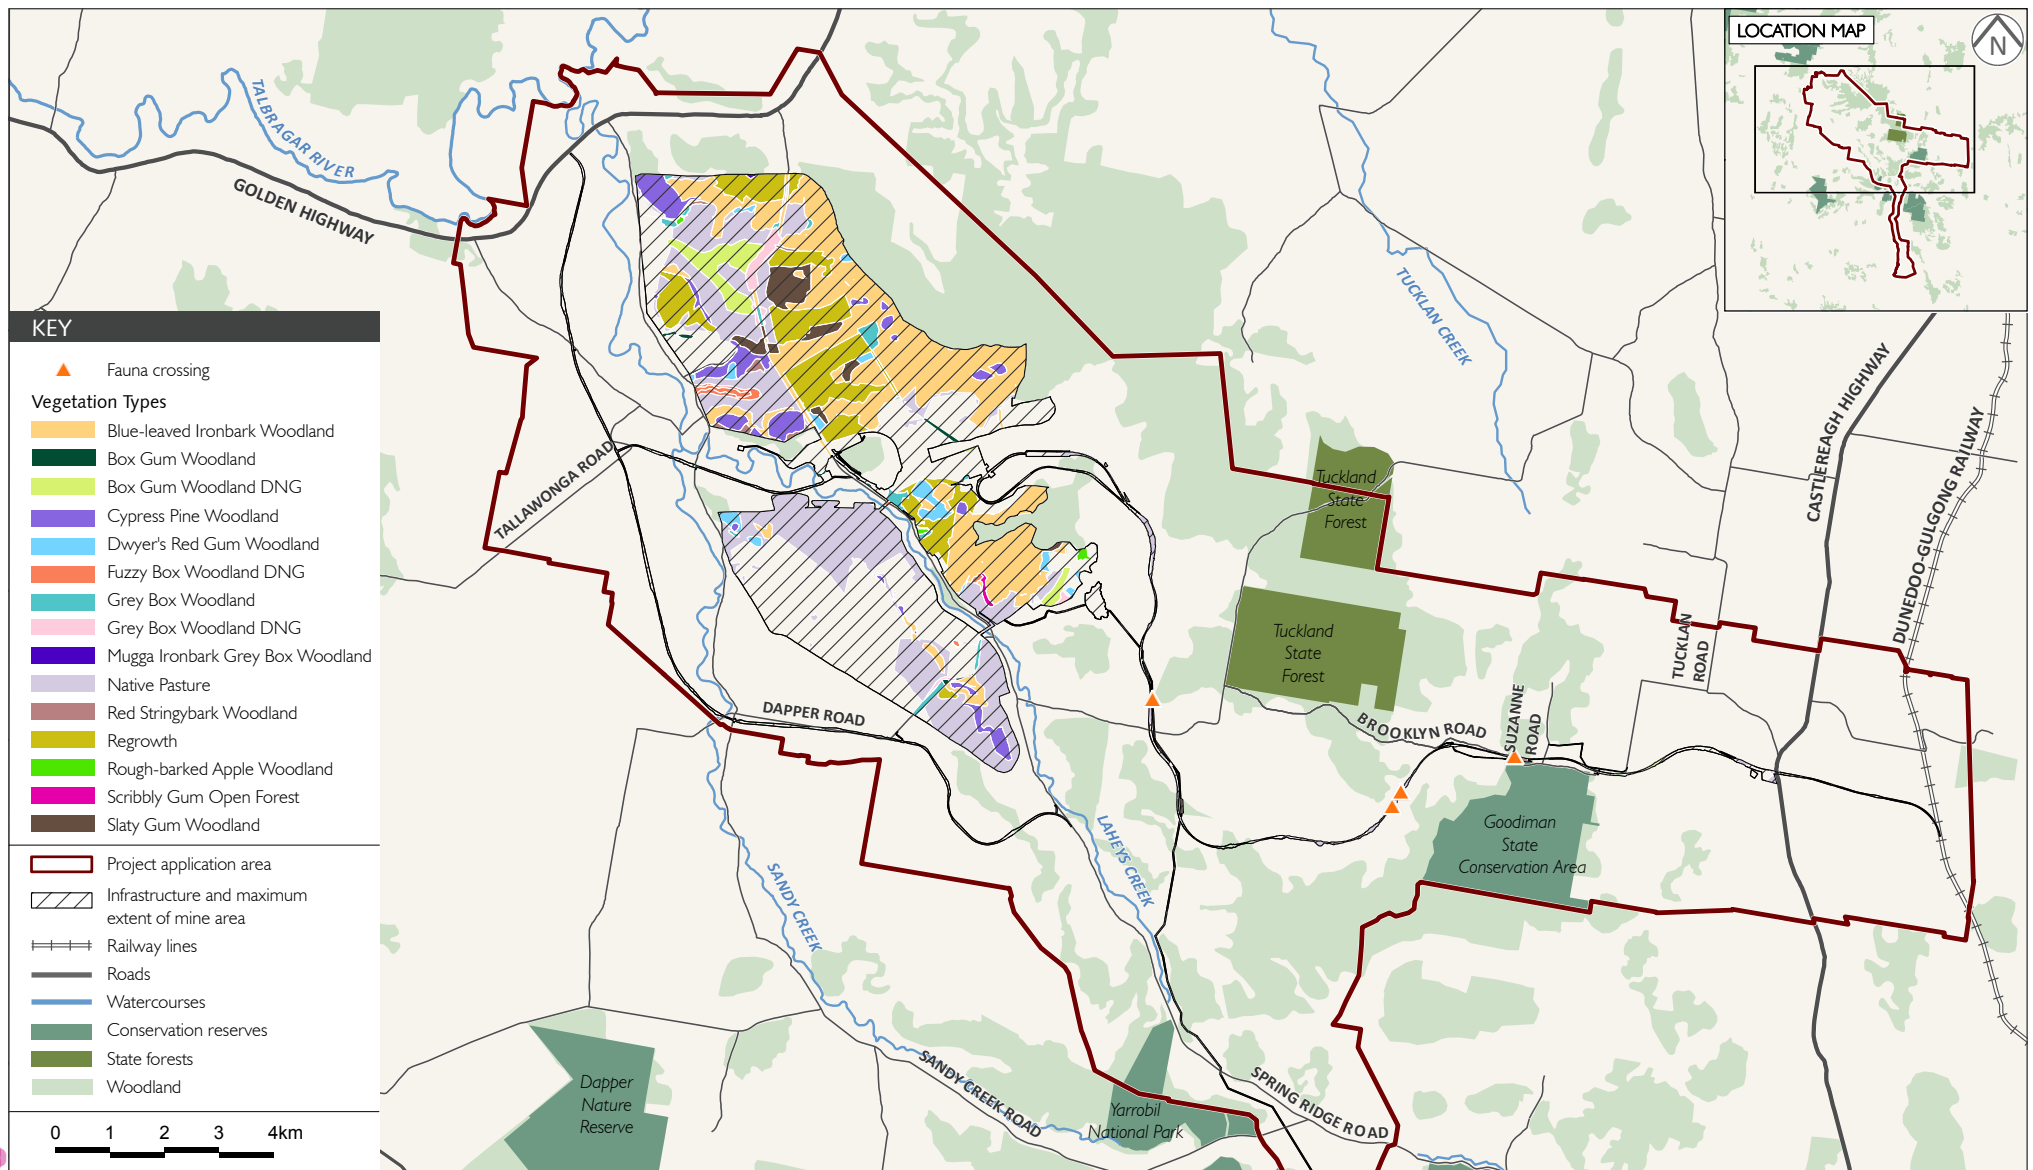 LOCATION MAP
N
TALBRAGAR RIVER
GOLDEN HIGHWAY
TUCKLAN CREEK
CASTLEREAGH HIGHWAY
DUNEDOO-GULGONG RAILWAY
TALLAWONGA ROAD
Tuckland
State
Forest
Tuckland
State
Forest
TUCKLAN
ROAD
SUZANNE
ROAD
BROOKLYN ROAD
DAPPER ROAD
LAHEYS CREEK
SANDY CREEK
Goodiman
State
Conservation Area
SANDY CREEK ROAD
SPRING RIDGE ROAD
Dapper
Nature
Reserve
Yarrobil
National Park
KEY
Fauna crossing
Vegetation Types
Blue-leaved Ironbark Woodland
Box Gum Woodland
Box Gum Woodland DNG
Cypress Pine Woodland
Dwyer's Red Gum Woodland
Fuzzy Box Woodland DNG
Grey Box Woodland
Grey Box Woodland DNG
Mugga Ironbark Grey Box Woodland
Native Pasture
Red Stringybark Woodland
Regrowth
Rough-barked Apple Woodland
Scribbly Gum Open Forest
Slaty Gum Woodland
Project application area
Infrastructure and maximum
extent of mine area
Railway lines
Roads
Watercourses
Conservation reserves
State forests
Woodland
0 1 2 3 4km